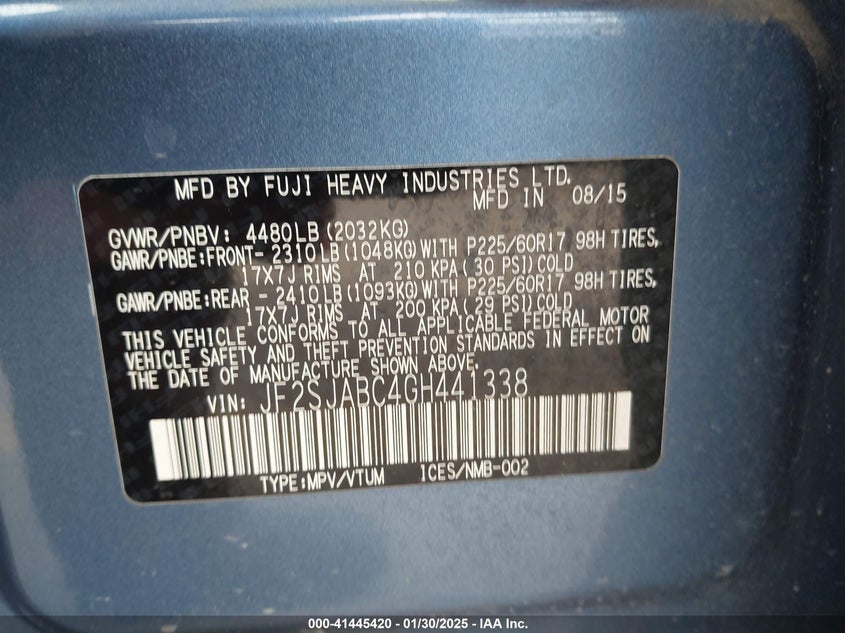 MFD BY FUJI HEAVY INDUSTRIES LTD.
MFD IN 08/15
GVWR/PNBV: 4480LB(2032KG)
GAWR/PNBE:FRONT- 2310LB(1048KG)WITH P225/60R17 98H TIRES,
17X7J RIMS AT 210 KPA(30 PSI)COLD
GAWR/PNBE:REAR - 2410LB(1093KG)WITH P225/60R17 98H TIRES,
17X7J RIMS AT 200 KPA(29 PSI)COLD
THIS VEHICLE CONFORMS TO ALL APPLICABLE FEDERAL MOTOR
VEHICLE SAFETY AND THEFT PREVENTION STANDARDS IN EFFECT ON
THE DATE OF MANUFACTURE SHOWN ABOVE.
VIN: JF2SJABC4GH441338
TYPE:MPV/VTUM ICES/NMB-002
000-41445420 - 01/30/2025 - IAA Inc.